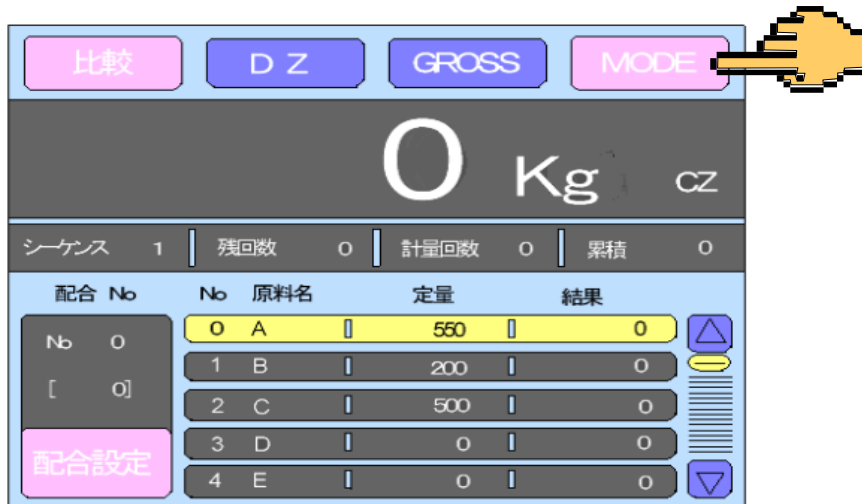 比較 D Z GROSS MODE
0 Kg CZ
シーケンス 1 残回数 0 計量回数 0 累積 0
配合 No No 原料名 定量 結果
No 0
[ 0]
配合設定
0 A 550 0
1 B 200 0
2 C 500 0
3 D 0 0
4 E 0 0